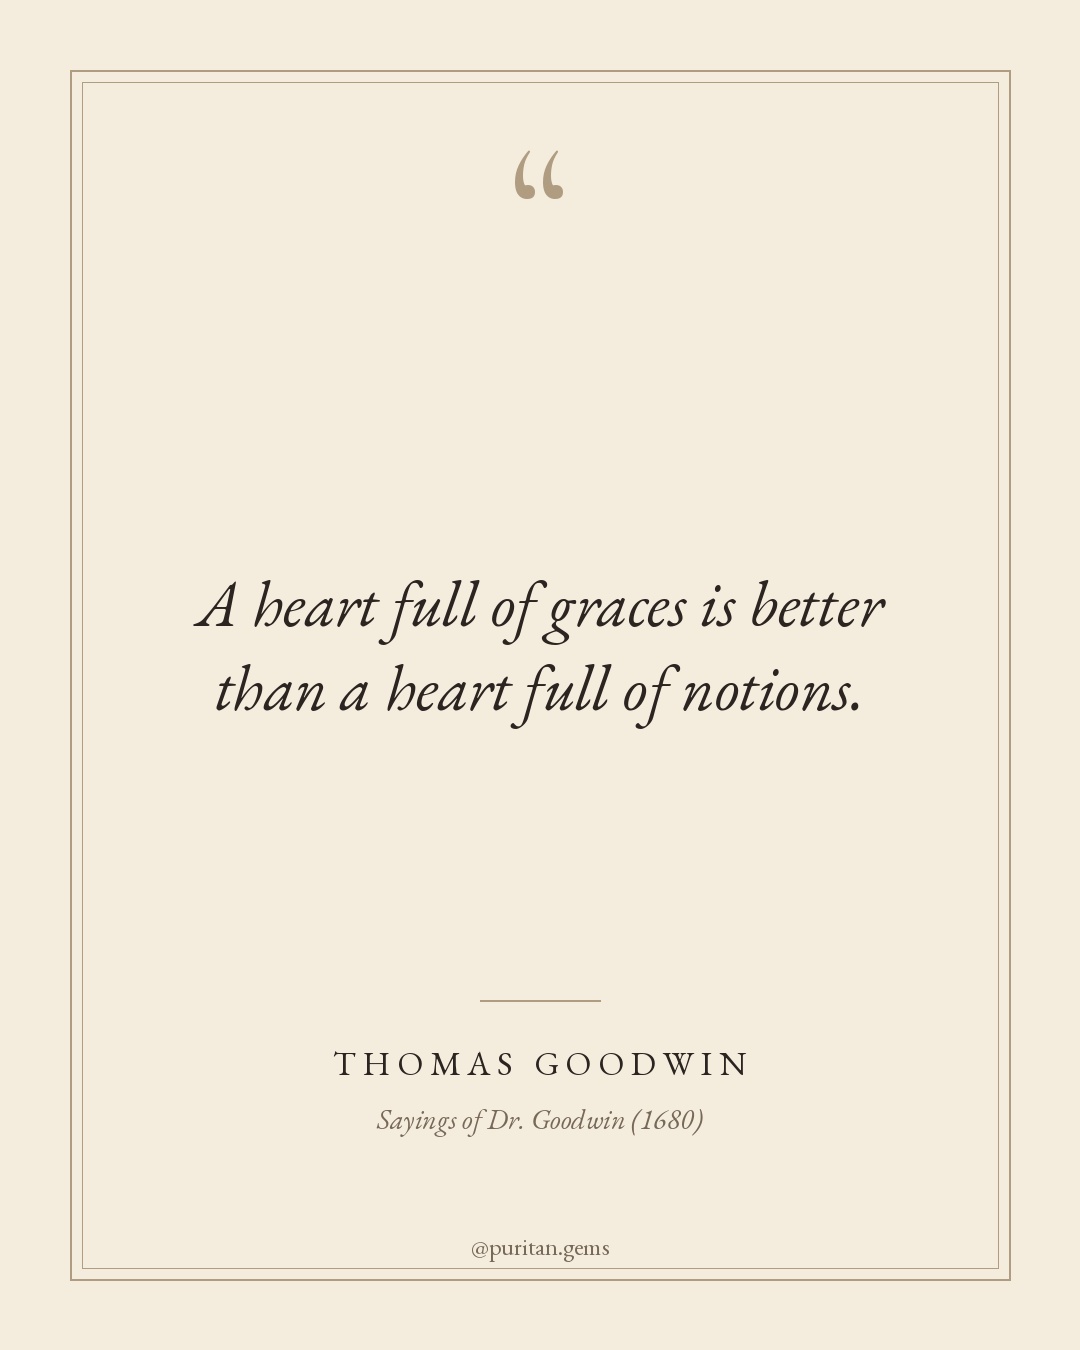 “
A heart full of graces is better
than a heart full of notions.
THOMAS GOODWIN
Sayings of Dr. Goodwin (1680)
@puritan.gems